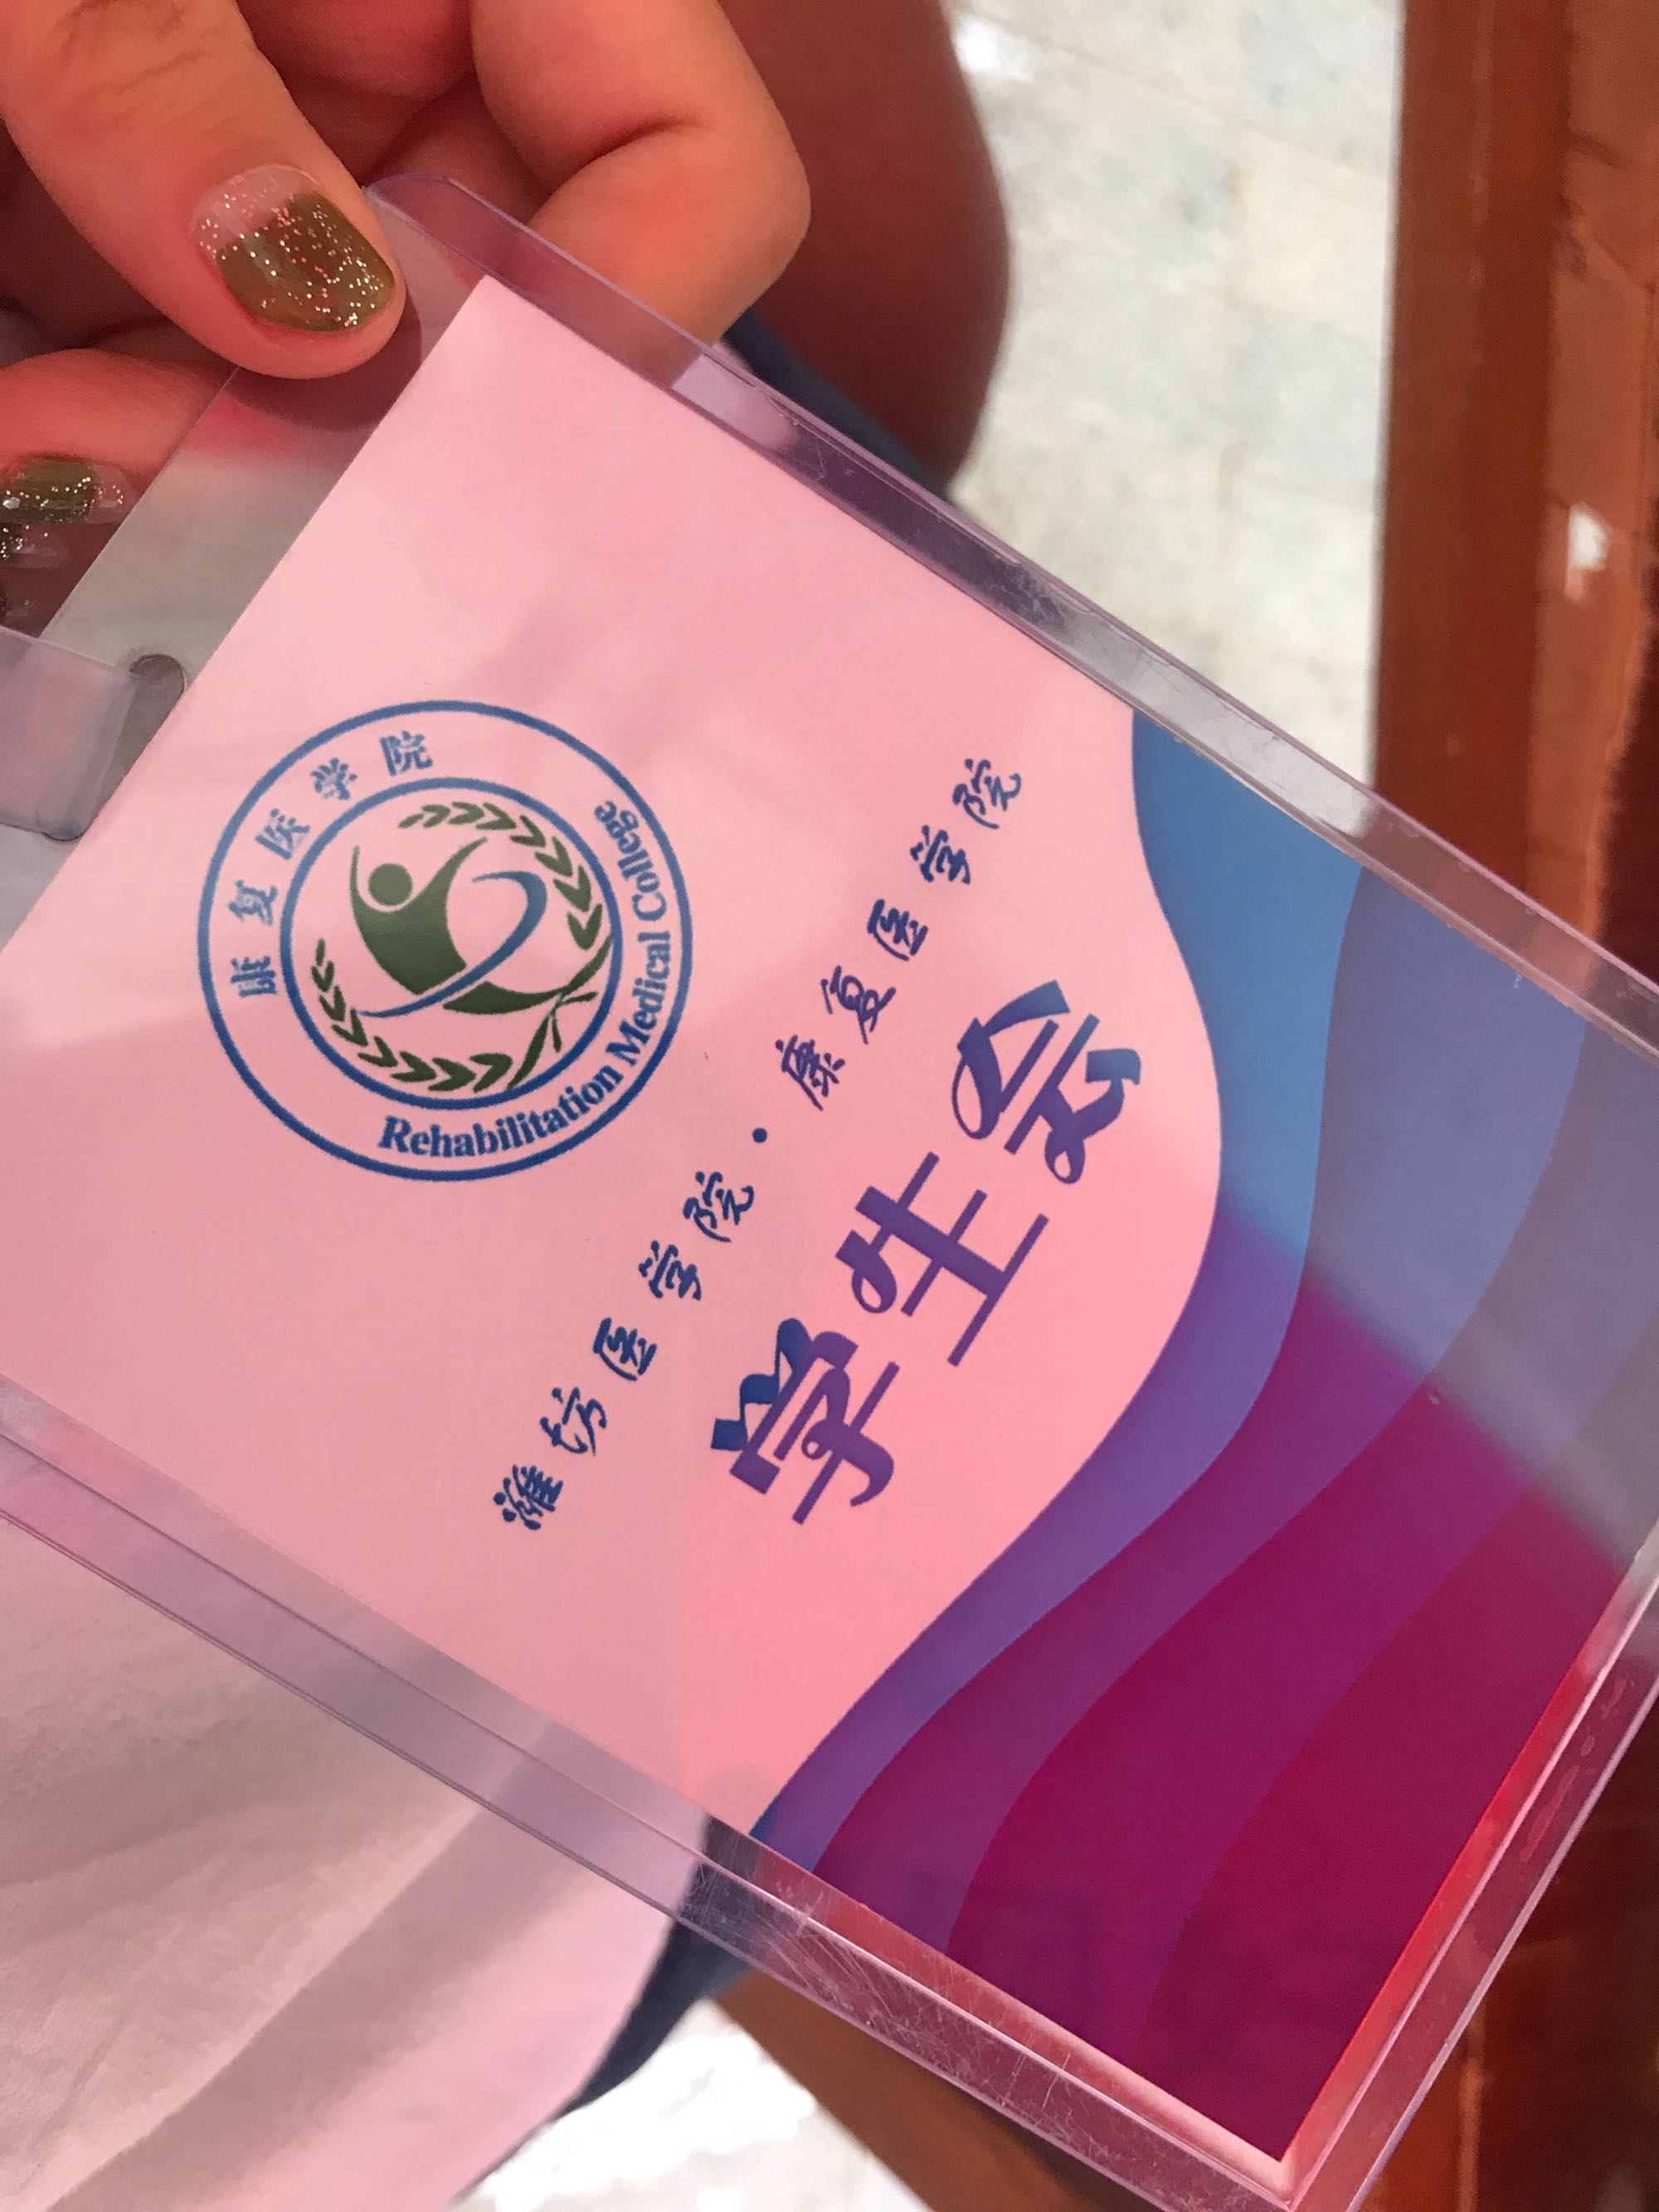 康复医学院
Rehabilitation Medical College
潍坊医学院·康复医学院
学生会